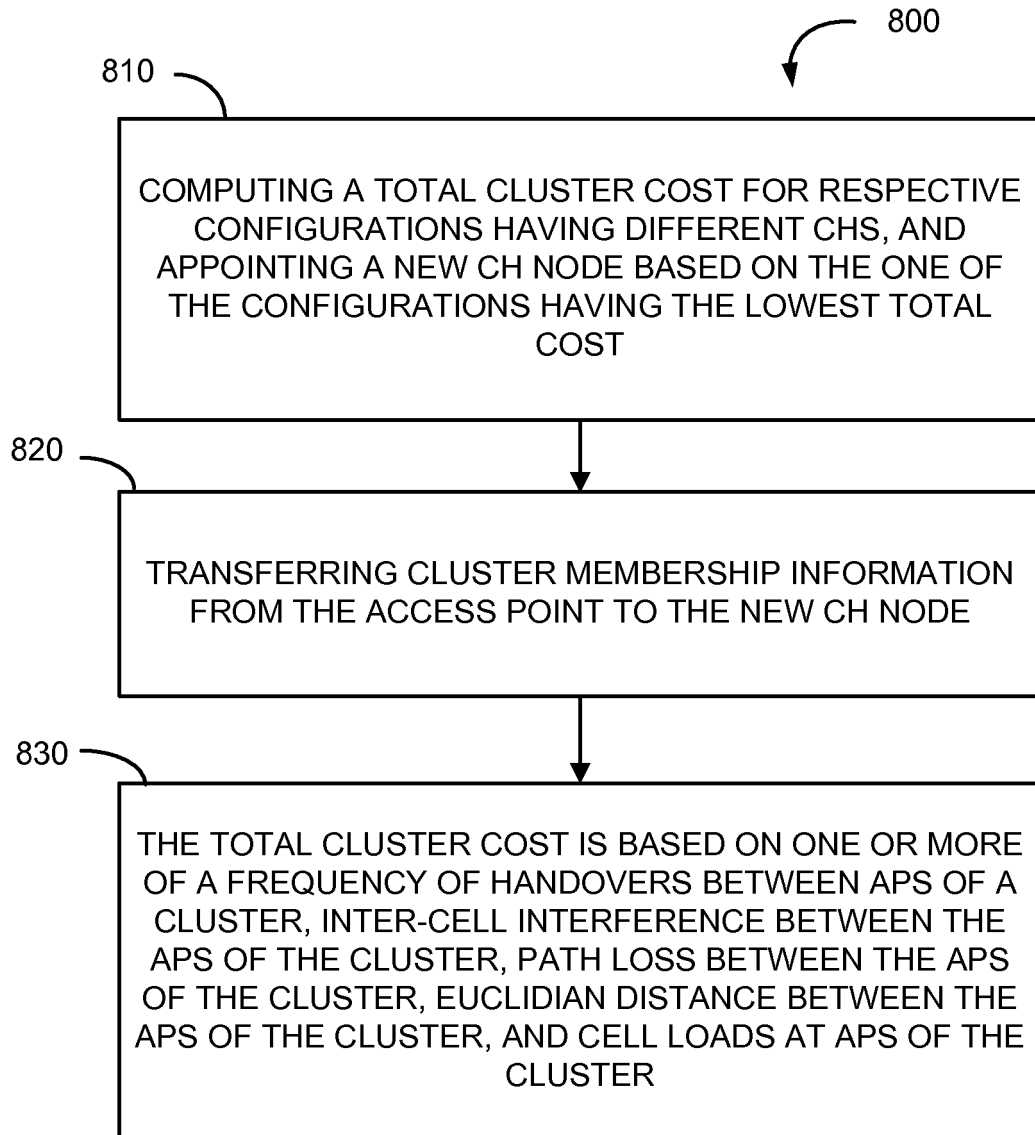 800
810
COMPUTING A TOTAL CLUSTER COST FOR RESPECTIVE
CONFIGURATIONS HAVING DIFFERENT CHS, AND
APPOINTING A NEW CH NODE BASED ON THE ONE OF
THE CONFIGURATIONS HAVING THE LOWEST TOTAL
COST
820
TRANSFERRING CLUSTER MEMBERSHIP INFORMATION
FROM THE ACCESS POINT TO THE NEW CH NODE
830
THE TOTAL CLUSTER COST IS BASED ON ONE OR MORE
OF A FREQUENCY OF HANDOVERS BETWEEN APS OF A
CLUSTER, INTER-CELL INTERFERENCE BETWEEN THE
APS OF THE CLUSTER, PATH LOSS BETWEEN THE APS
OF THE CLUSTER, EUCLIDIAN DISTANCE BETWEEN THE
APS OF THE CLUSTER, AND CELL LOADS AT APS OF THE
CLUSTER